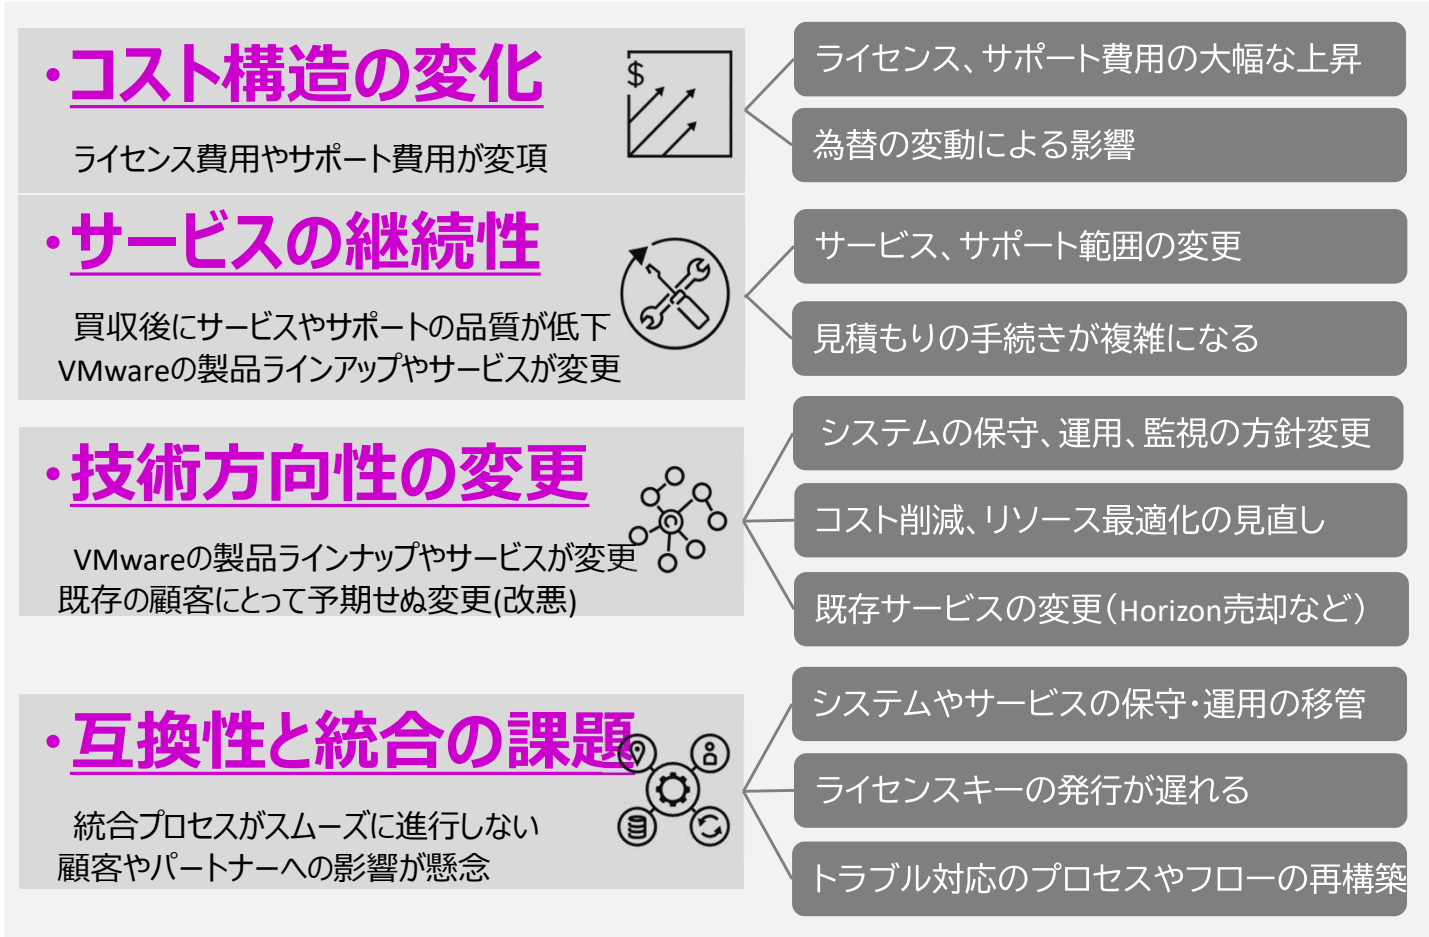 ・コスト構造の変化
ライセンス費用やサポート費用が変項
$
ライセンス、サポート費用の大幅な上昇
為替の変動による影響
・サービスの継続性
買収後にサービスやサポートの品質が低下
VMwareの製品ラインアップやサービスが変更
サービス、サポート範囲の変更
見積もりの手続きが複雑になる
・技術方向性の変更
VMwareの製品ラインナップやサービスが変更
既存の顧客にとって予期せぬ変更(改悪)
システムの保守、運用、監視の方針変更
コスト削減、リソース最適化の見直し
既存サービスの変更（Horizon売却など）
・互換性と統合の課題
統合プロセスがスムーズに進行しない
顧客やパートナーへの影響が懸念
システムやサービスの保守・運用の移管
ライセンスキーの発行が遅れる
トラブル対応のプロセスやフローの再構築